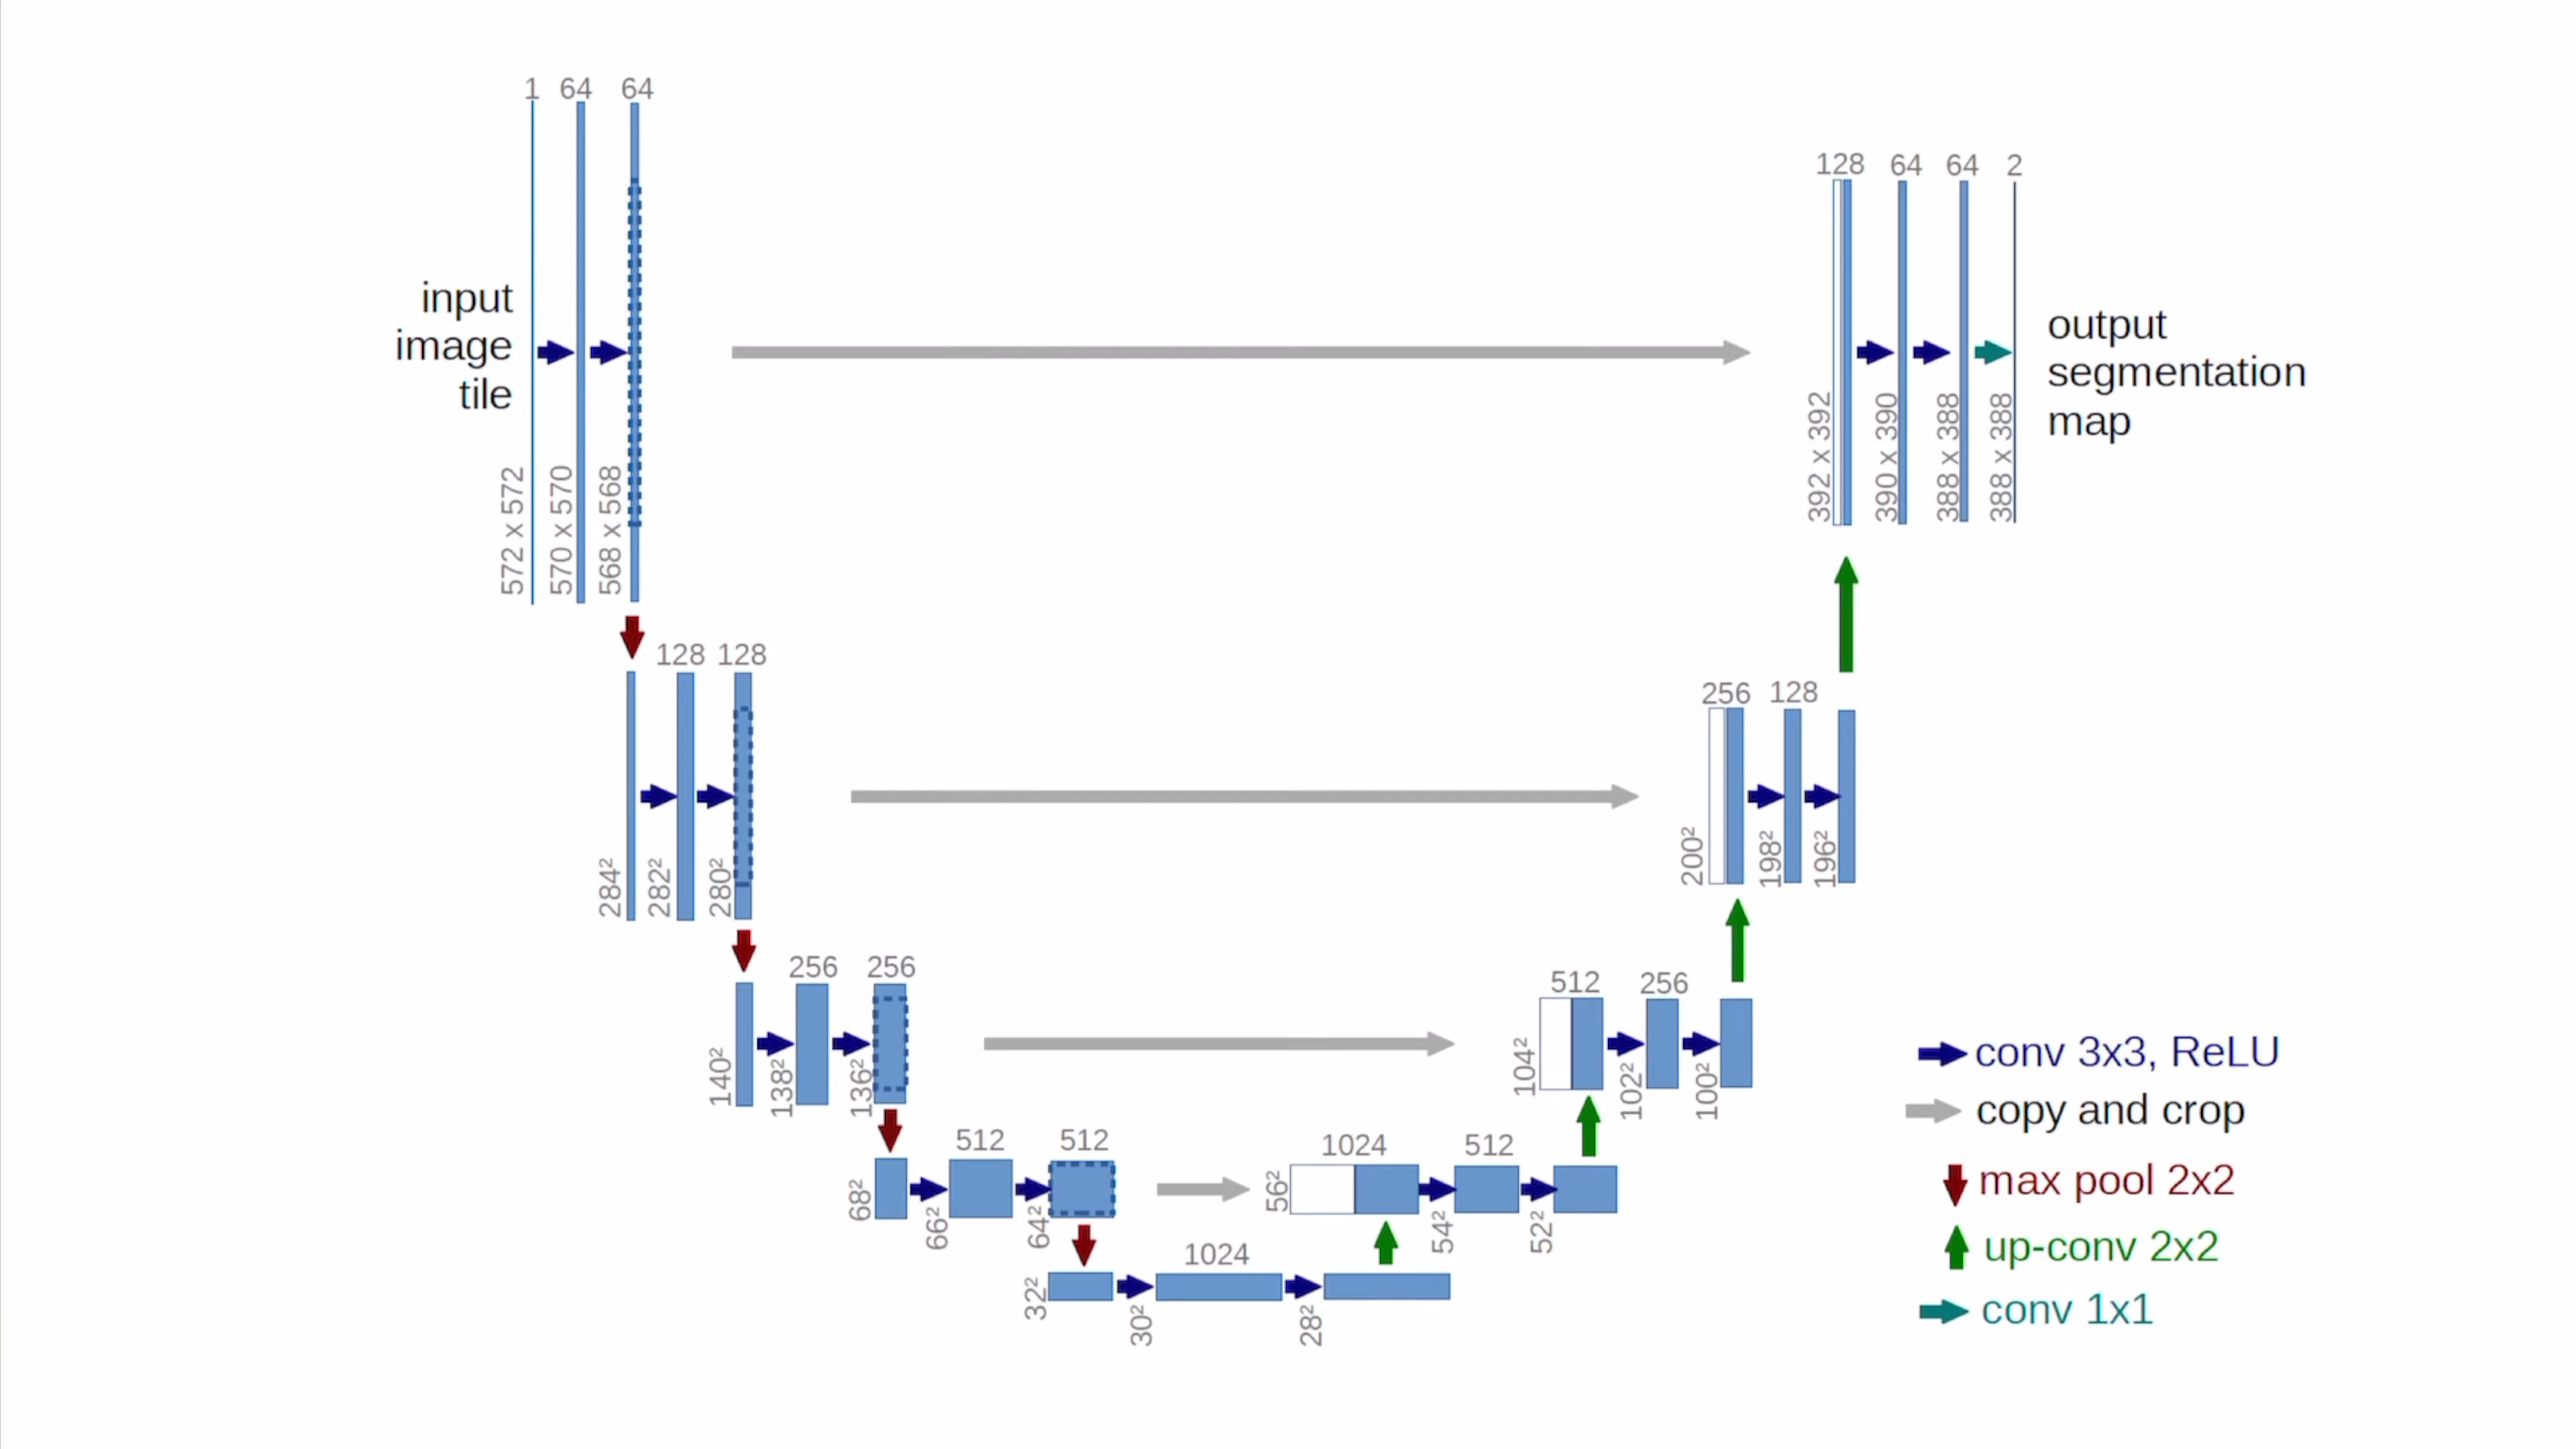 1 64 64
input
image
tile
572 x 572
570 x 570
568 x 568
128 64 64 2
392 x 392
390 x 390
388 x 388
388 x 388
output
segmentation
map
128 128
284²
282²
280²
256 128
200²
198²
196²
256 256
140²
138²
136²
512 256
104²
102²
100²
512 512
68²
66²
64²
1024 512
56²
54²
52²
1024
32²
30²
28²
conv 3x3, ReLU
copy and crop
max pool 2x2
up-conv 2x2
conv 1x1